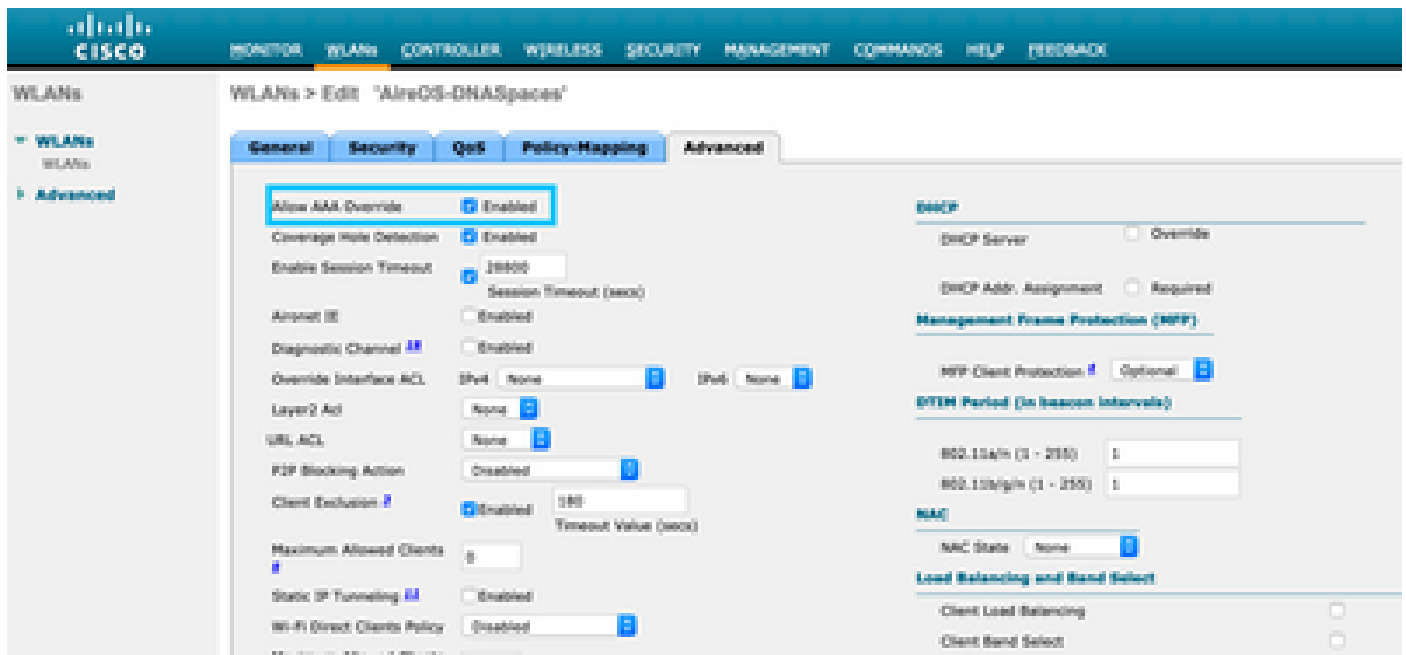 CISCO
MONITOR WLANs CONTROLLER WIRELESS SECURITY MANAGEMENT COMMANDS HELP FEEDBACK
WLANs
WLANs > Edit 'AireOS-DNASpaces'
WLANs
WLANs
Advanced
General Security QoS Policy-Mapping Advanced
Allow AAA Override Enabled
Coverage Hole Detection Enabled
Enable Session Timeout 28800
Session Timeout (secs)
Aironet IE Enabled
Diagnostic Channel 18 Enabled
Override Interface ACL IPv4 None IPv6 None
Layer2 Acl None
URL ACL None
P2P Blocking Action Disabled
Client Exclusion Enabled 180
Timeout Value (secs)
Maximum Allowed Clients 0
Static IP Tunneling Enabled
Wi-Fi Direct Clients Policy Disabled
DHCP
DHCP Server Override
DHCP Addr. Assignment Required
Management Frame Protection (MFP)
MFP Client Protection Optional
DTIM Period (in beacon intervals)
802.11a/n (1 - 255) 1
802.11b/g/n (1 - 255) 1
NAC
NAC State None
Load Balancing and Band Select
Client Load Balancing
Client Band Select